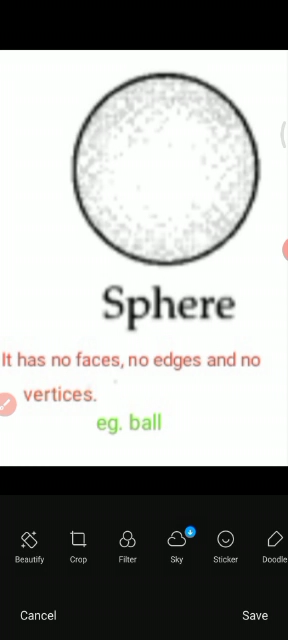 Sphere
It has no faces, no edges and no
vertices.
eg. ball
Beautify
Crop
Filter
Sky
Sticker
Doodle
Cancel
Save